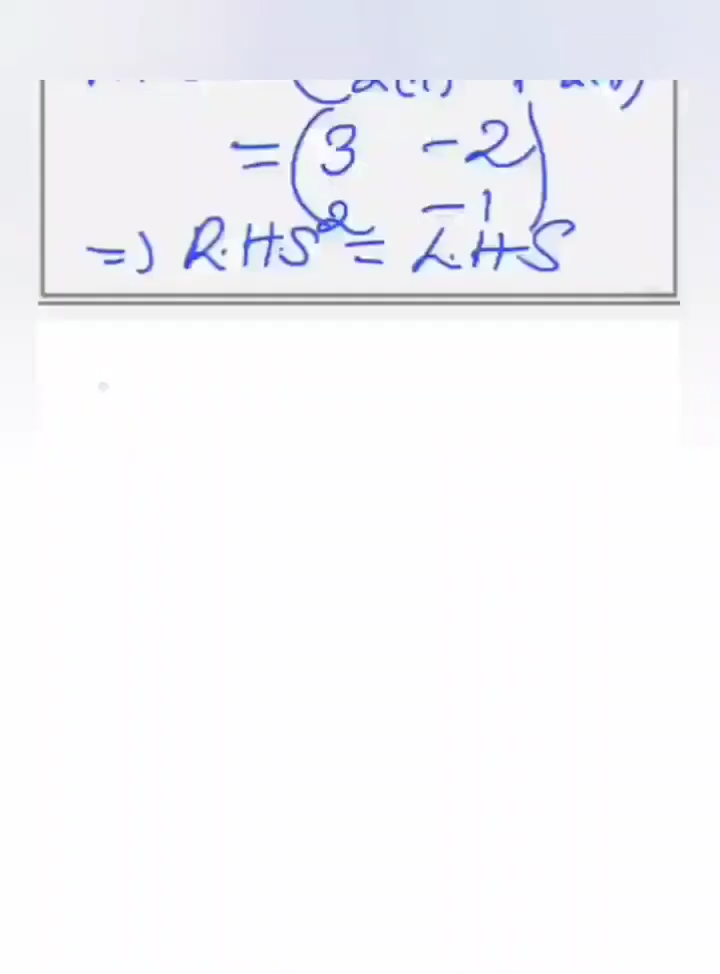 = (3 -2
2 -1)
=) R.H.S = L.H.S